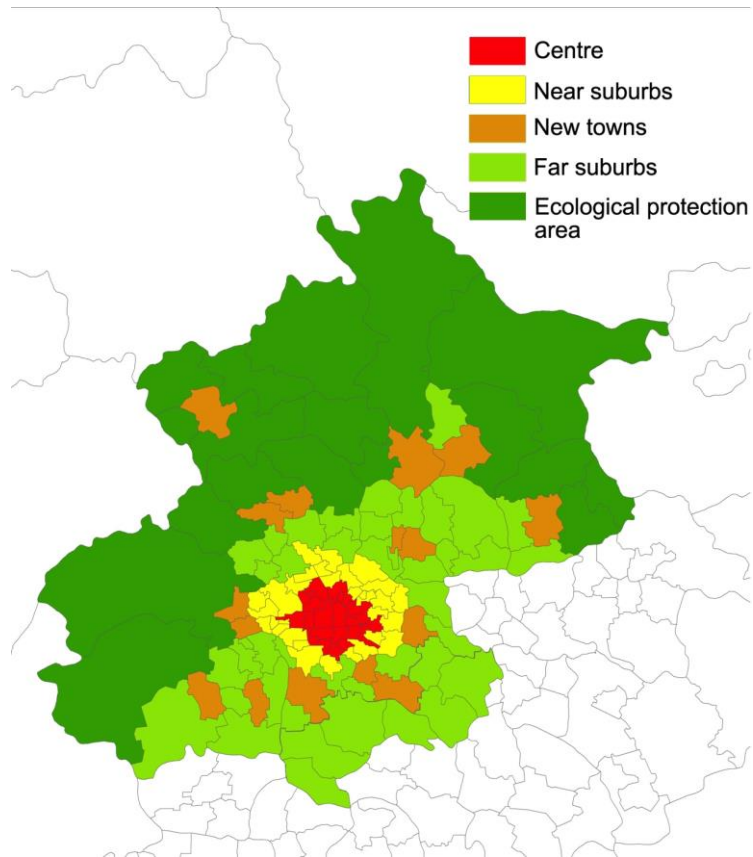 Centre
Near suburbs
New towns
Far suburbs
Ecological protection
area